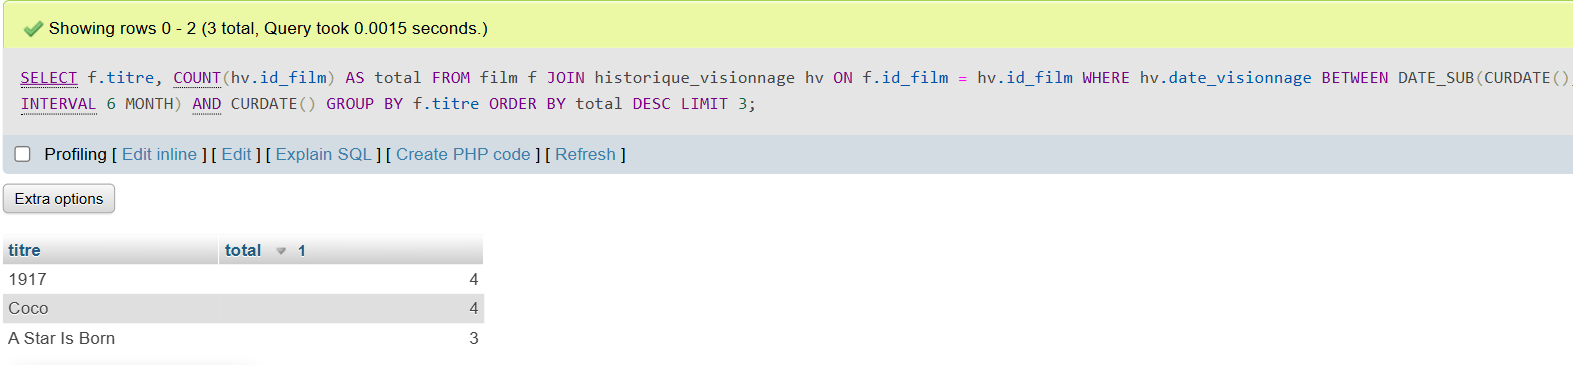 Showing rows 0 - 2 (3 total, Query took 0.0015 seconds.)
SELECT f.titre, COUNT(hv.id_film) AS total FROM film f JOIN historique_visionnage hv ON f.id_film = hv.id_film WHERE hv.date_visionnage BETWEEN DATE_SUB(CURDATE(),
INTERVAL 6 MONTH) AND CURDATE() GROUP BY f.titre ORDER BY total DESC LIMIT 3;
Profiling [ Edit inline ] [ Edit ] [ Explain SQL ] [ Create PHP code ] [ Refresh ]
Extra options
titre total 1
1917 4
Coco 4
A Star Is Born 3